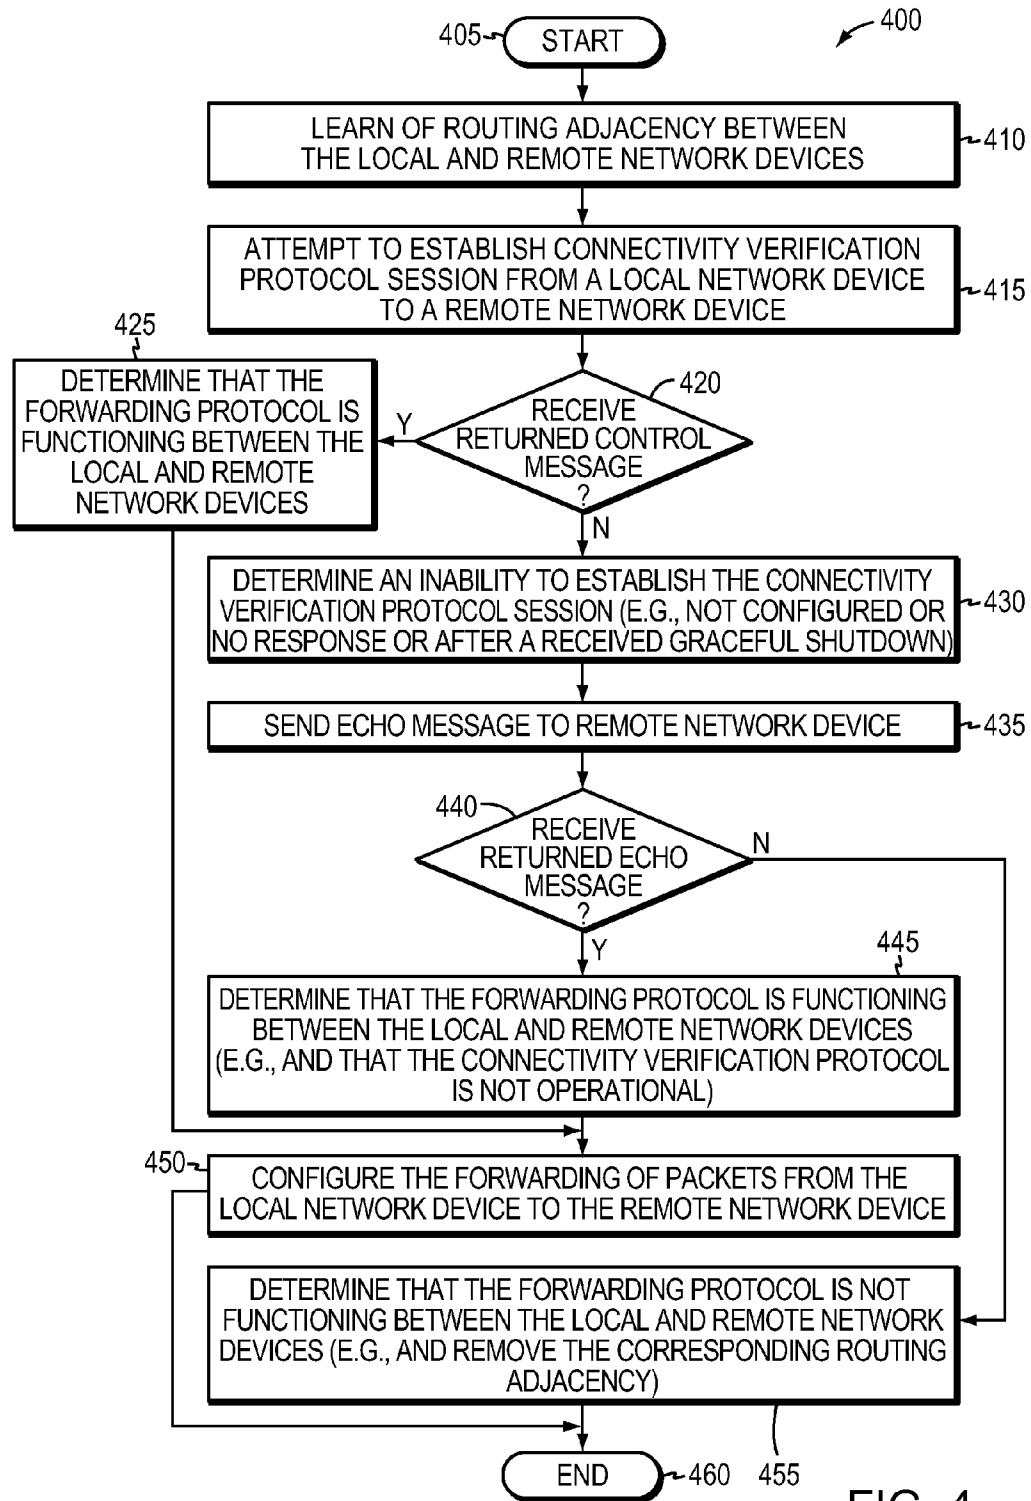 400
405
START
LEARN OF ROUTING ADJACENCY BETWEEN
THE LOCAL AND REMOTE NETWORK DEVICES
410
ATTEMPT TO ESTABLISH CONNECTIVITY VERIFICATION
PROTOCOL SESSION FROM A LOCAL NETWORK DEVICE
TO A REMOTE NETWORK DEVICE
415
425
DETERMINE THAT THE
FORWARDING PROTOCOL IS
FUNCTIONING BETWEEN THE
LOCAL AND REMOTE
NETWORK DEVICES
Y
420
RECEIVE
RETURNED CONTROL
MESSAGE
?
N
DETERMINE AN INABILITY TO ESTABLISH THE CONNECTIVITY
VERIFICATION PROTOCOL SESSION (E.G., NOT CONFIGURED OR
NO RESPONSE OR AFTER A RECEIVED GRACEFUL SHUTDOWN)
430
SEND ECHO MESSAGE TO REMOTE NETWORK DEVICE
435
440
RECEIVE
RETURNED ECHO
MESSAGE
?
N
Y
445
DETERMINE THAT THE FORWARDING PROTOCOL IS FUNCTIONING
BETWEEN THE LOCAL AND REMOTE NETWORK DEVICES
(E.G., AND THAT THE CONNECTIVITY VERIFICATION PROTOCOL
IS NOT OPERATIONAL)
450
CONFIGURE THE FORWARDING OF PACKETS FROM THE
LOCAL NETWORK DEVICE TO THE REMOTE NETWORK DEVICE
DETERMINE THAT THE FORWARDING PROTOCOL IS NOT
FUNCTIONING BETWEEN THE LOCAL AND REMOTE NETWORK
DEVICES (E.G., AND REMOVE THE CORRESPONDING ROUTING
ADJACENCY)
END
460
455
FIG. 4